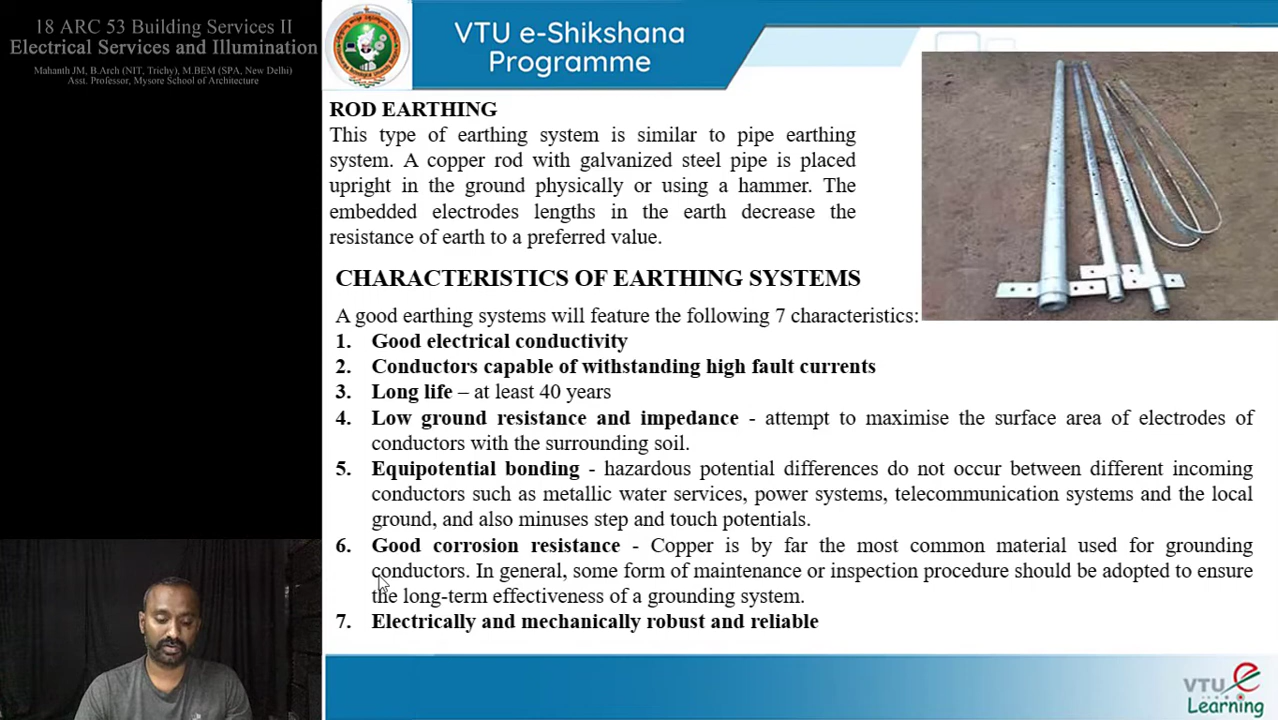 18 ARC 53 Building Services II
Electrical Services and Illumination
Mahanth JM, B.Arch (NIT, Trichy), M.BEM (SPA, New Delhi)
Asst. Professor, Mysore School of Architecture
VTU e-Shikshana
Programme
ROD EARTHING
This type of earthing system is similar to pipe earthing
system. A copper rod with galvanized steel pipe is placed
upright in the ground physically or using a hammer. The
embedded electrodes lengths in the earth decrease the
resistance of earth to a preferred value.
CHARACTERISTICS OF EARTHING SYSTEMS
A good earthing systems will feature the following 7 characteristics:
1. Good electrical conductivity
2. Conductors capable of withstanding high fault currents
3. Long life – at least 40 years
4. Low ground resistance and impedance - attempt to maximise the surface area of electrodes of
conductors with the surrounding soil.
5. Equipotential bonding - hazardous potential differences do not occur between different incoming
conductors such as metallic water services, power systems, telecommunication systems and the local
ground, and also minuses step and touch potentials.
6. Good corrosion resistance - Copper is by far the most common material used for grounding
conductors. In general, some form of maintenance or inspection procedure should be adopted to ensure
the long-term effectiveness of a grounding system.
7. Electrically and mechanically robust and reliable
VTU e
Learning